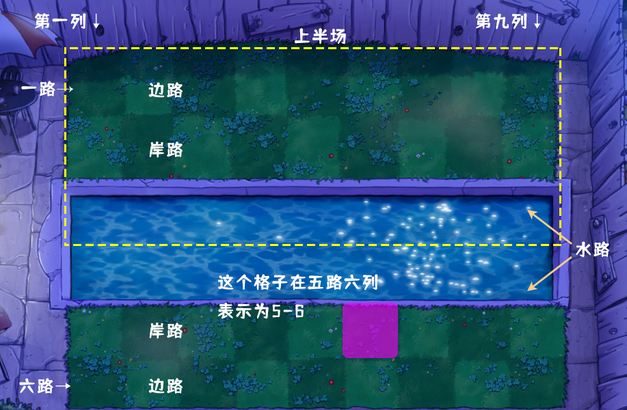 第一列↓
第九列↓
上半场
一路→
边路
岸路
水路
这个格子在五路六列
表示为5-6
岸路
六路→
边路